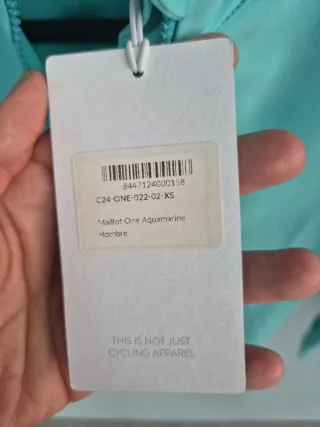 8447124000158
C24-ONE-022-02-XS
Maillot One Aquamarine
Hombre
THIS IS NOT JUST
CYCLING APPAREL